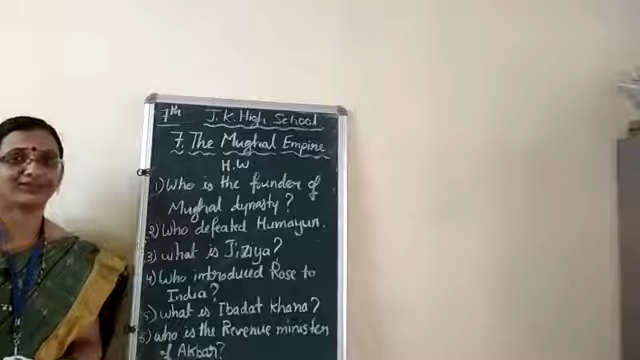 7th J.K. High School
7. The Mughal Empire
H.W
1) Who is the founder of
Mughal dynasty?
2) Who defeated Humayun.
3) what is Jiziya?
4) Who introduced Rose to
India?
5) what is Ibadat khana?
6) who is the Revenue minister
of Akbar?